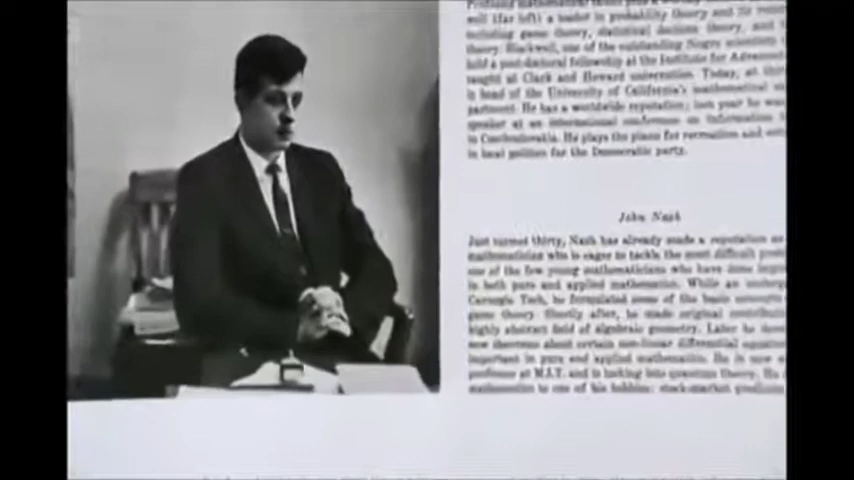 well (far left) a leader in probability theory and its
including game theory, statistical decision theory, and
theory. Blackwell, one of the outstanding Negro scientists
held a post-doctoral fellowship at the Institute for Advanced
taught at Clark and Howard universities. Today, at
is head of the University of California's mathematical
partment. He has a worldwide reputation; last year he was
speaker at an international conference on information
in Czechoslovakia. He plays the piano for recreation and
in local politics for the Democratic party.
John Nash
Just turned thirty, Nash has already made a reputation as
mathematician who is eager to tackle the most difficult
one of the few young mathematicians who have done
in both pure and applied mathematics. While an
Carnegie Tech, he formulated some of the basic concepts
game theory. Shortly after, he made original
highly abstract field of algebraic geometry. Later he
new theorems about certain non-linear differential
important in pure and applied mathematics. He is now
professor at M.I.T. and is looking into quantum theory. He
mathematics to one of his hobbies: stock-market